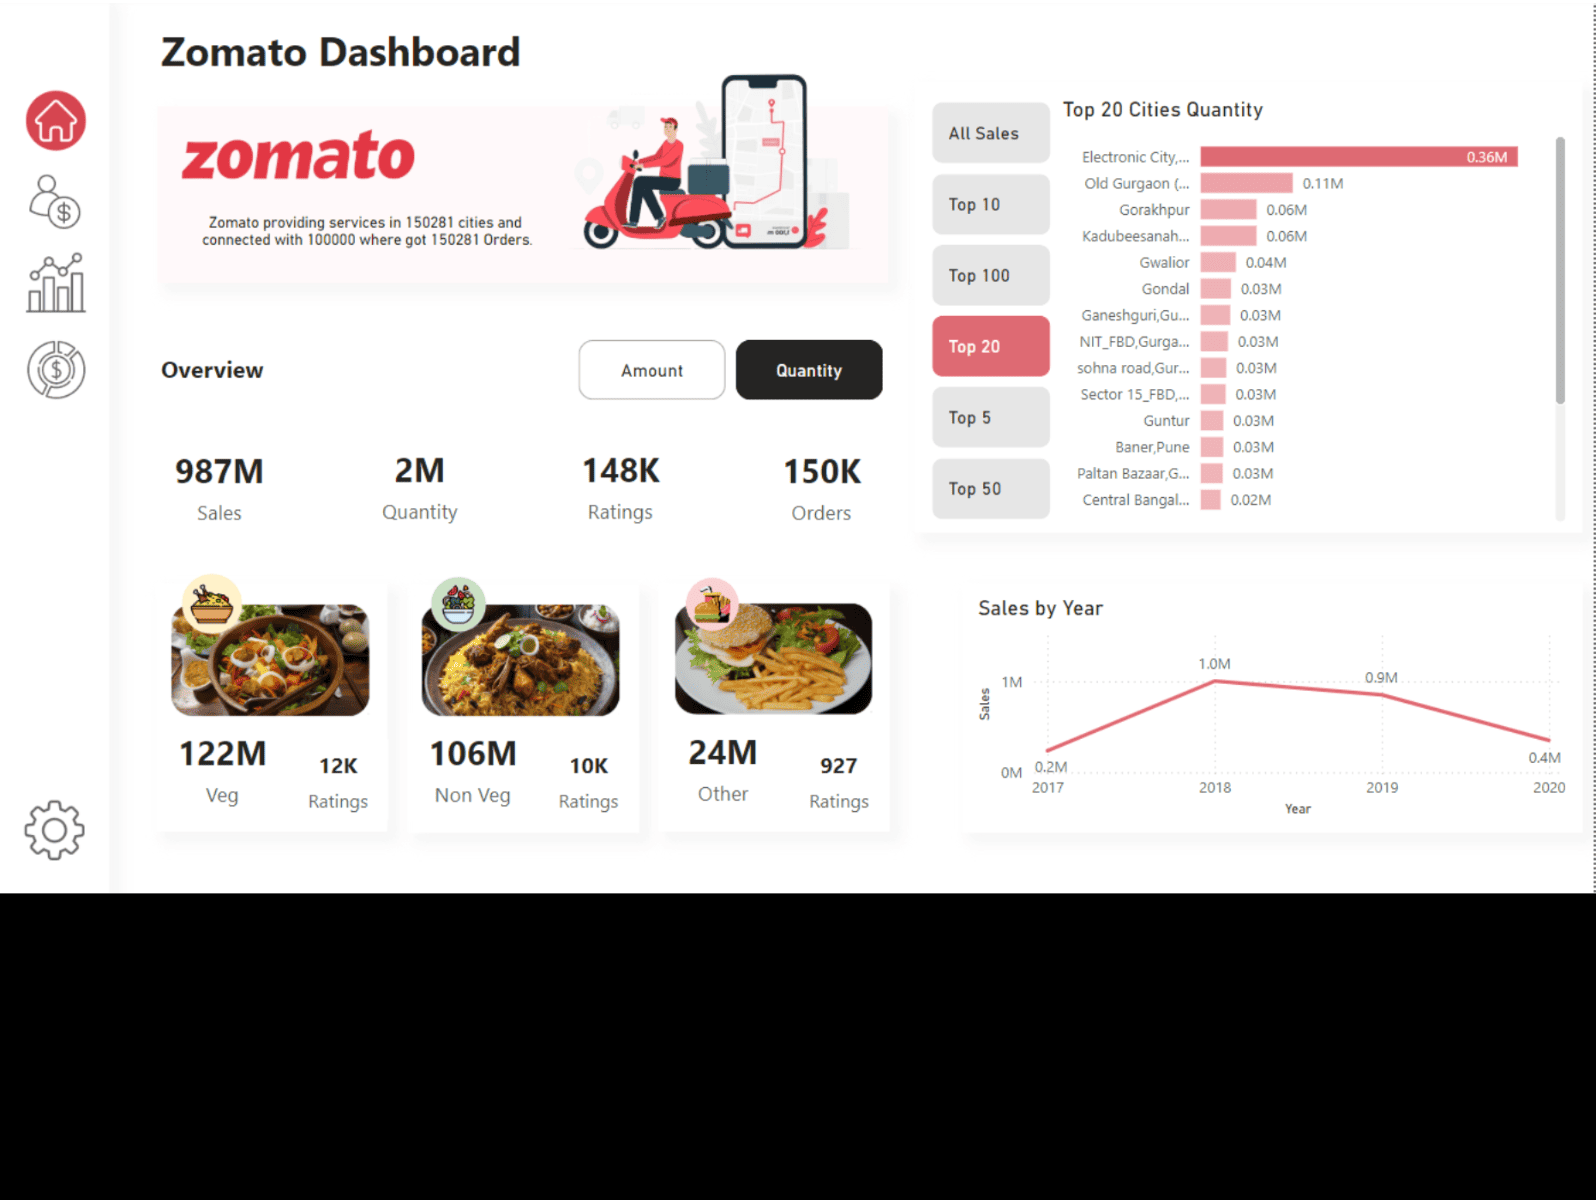 Zomato Dashboard
zomato
Zomato providing services in 150281 cities and
connected with 100000 where got 150281 Orders.
Overview
Amount
Quantity
987M
Sales
2M
Quantity
148K
Ratings
150K
Orders
122M
Veg
12K
Ratings
106M
Non Veg
10K
Ratings
24M
Other
927
Ratings
All Sales
Top 10
Top 100
Top 20
Top 5
Top 50
Top 20 Cities Quantity
Electronic City,... 0.36M
Old Gurgaon (... 0.11M
Gorakhpur 0.06M
Kadubeesanah... 0.06M
Gwalior 0.04M
Gondal 0.03M
Ganeshguri,Gu... 0.03M
NIT_FBD,Gurga... 0.03M
sohna road,Gur... 0.03M
Sector 15_FBD,... 0.03M
Guntur 0.03M
Baner,Pune 0.03M
Paltan Bazaar,G... 0.03M
Central Bangal... 0.02M
Sales by Year
Sales
1M
0M
0.2M
1.0M
0.9M
0.4M
2017 2018 2019 2020
Year